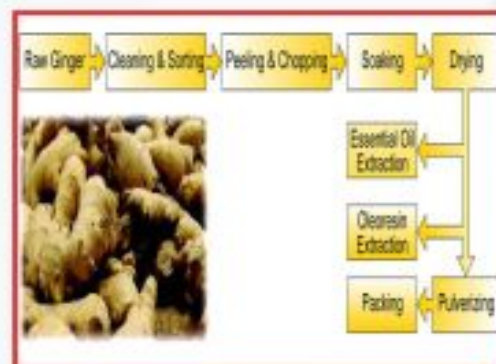 Raw Ginger
Cleaning & Sorting
Peeling & Chopping
Soaking
Drying
Essential Oil
Extraction
Oleoresin
Extraction
Packing
Pulverizing